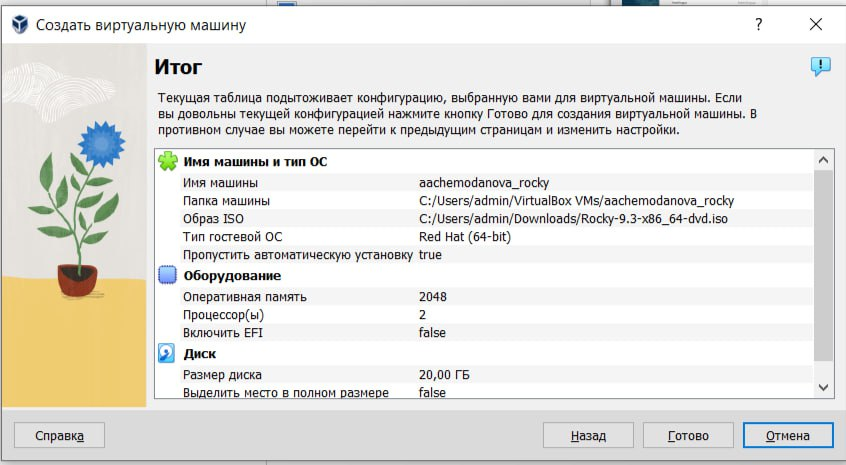 Создать виртуальную машину
?
Итог
Текущая таблица подытоживает конфигурацию, выбранную вами для виртуальной машины. Если
вы довольны текущей конфигурацией нажмите кнопку Готово для создания виртуальной машины. В
противном случае вы можете перейти к предыдущим страницам и изменить настройки.
Имя машины и тип ОС
Имя машины aachemodanova_rocky
Папка машины C:/Users/admin/VirtualBox VMs/aachemodanova_rocky
Образ ISO C:/Users/admin/Downloads/Rocky-9.3-x86_64-dvd.iso
Тип гостевой ОС Red Hat (64-bit)
Пропустить автоматическую установку true
Оборудование
Оперативная память 2048
Процессор(ы) 2
Включить EFI false
Диск
Размер диска 20,00 ГБ
Выделить место в полном размере false
Справка Назад Готово Отмена